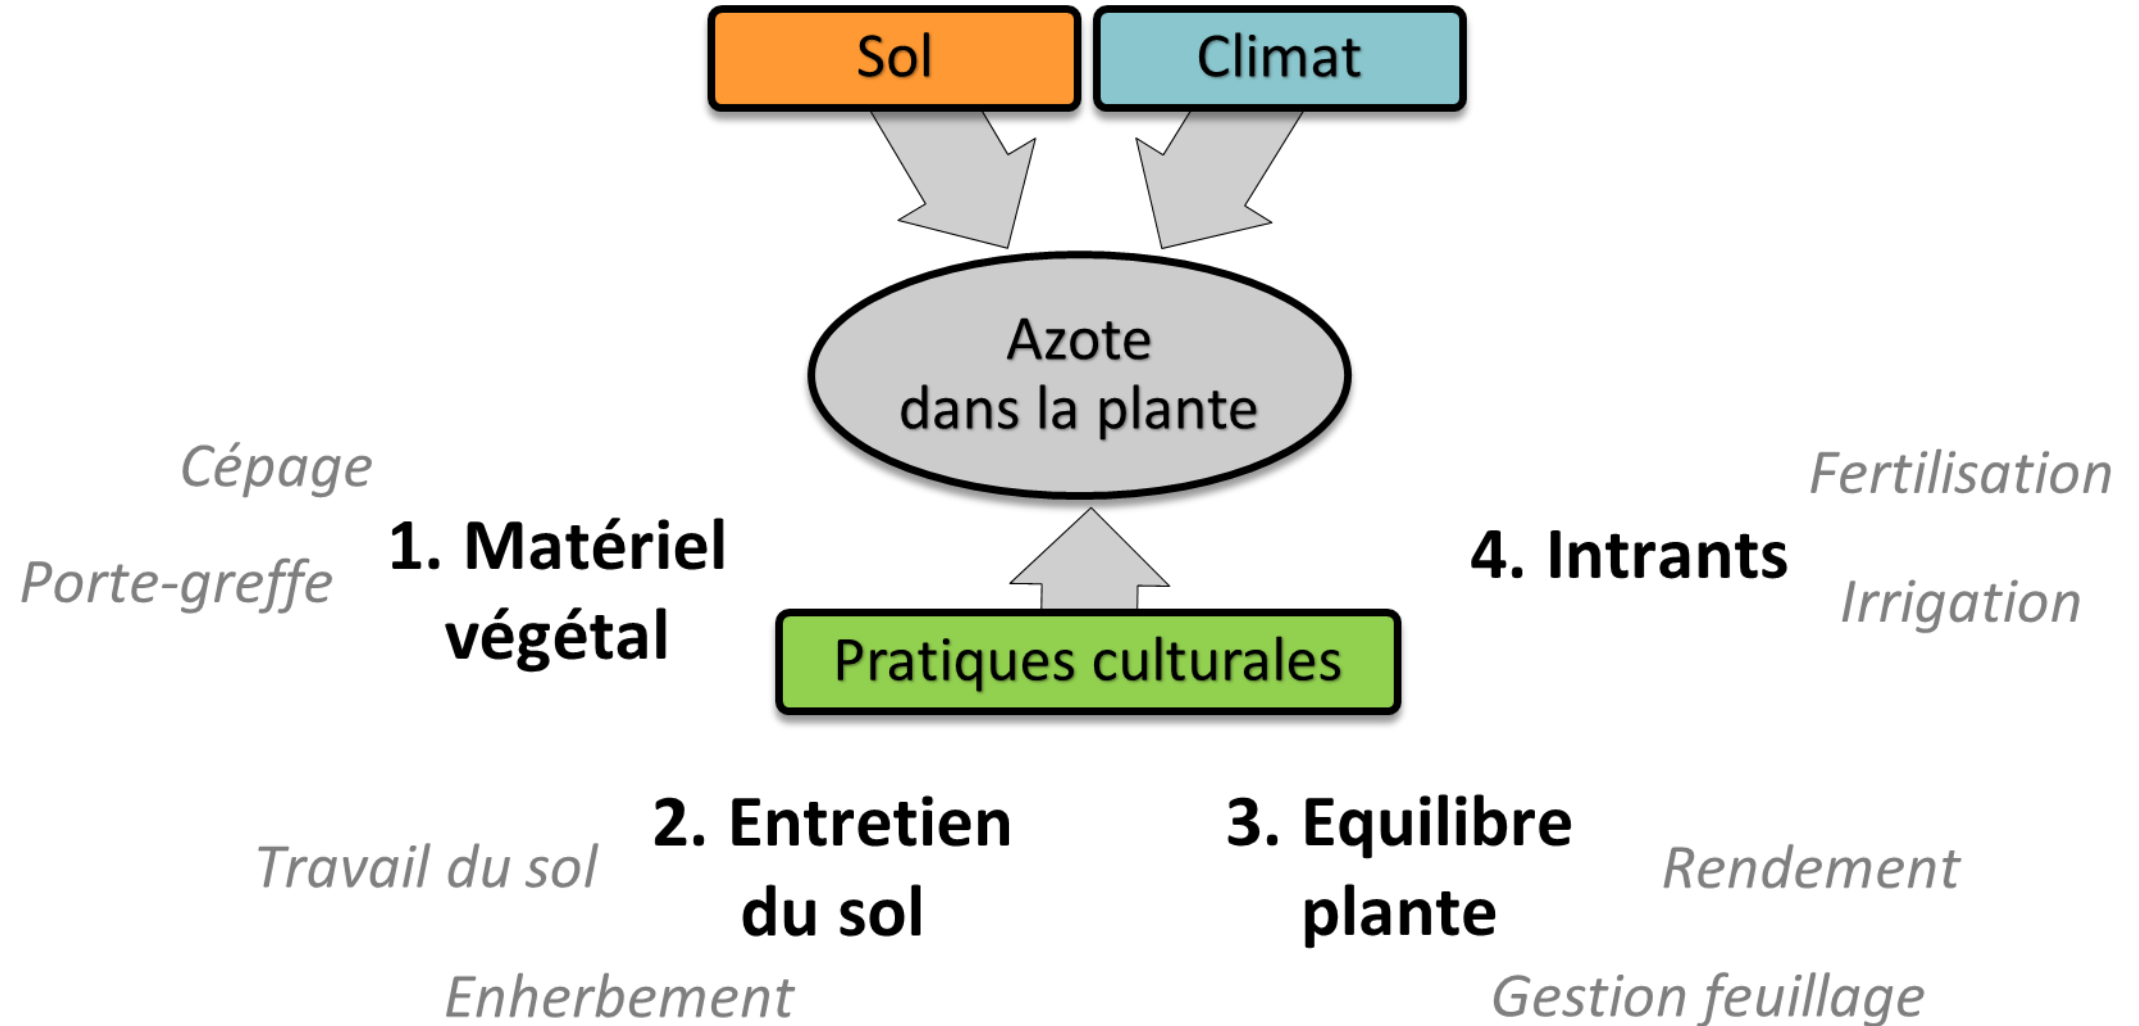 Sol
Climat
Azote
dans la plante
Cépage
Porte-greffe
1. Matériel
végétal
Fertilisation
4. Intrants
Irrigation
Pratiques culturales
Travail du sol
2. Entretien
du sol
Enherbement
3. Equilibre
plante
Rendement
Gestion feuillage